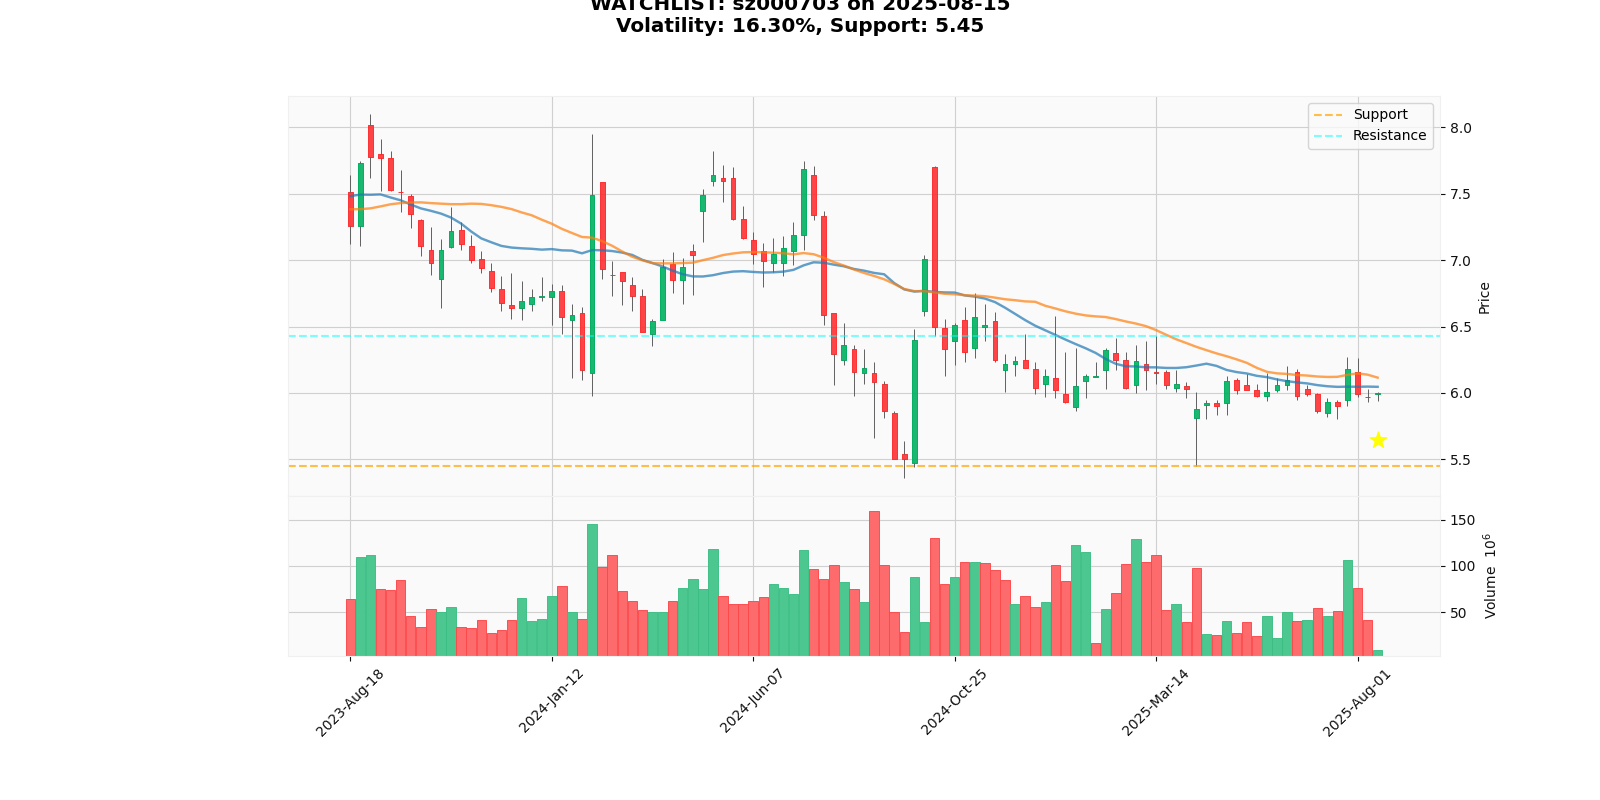 WATCHLIST: sz000703 on 2025-08-15
Volatility: 16.30%, Support: 5.45
Support
Resistance
8.0
7.5
7.0
6.5
6.0
5.5
Price
150
100
50
Volume 10^6
2023-Aug-18
2024-Jan-12
2024-Jun-07
2024-Oct-25
2025-Mar-14
2025-Aug-01